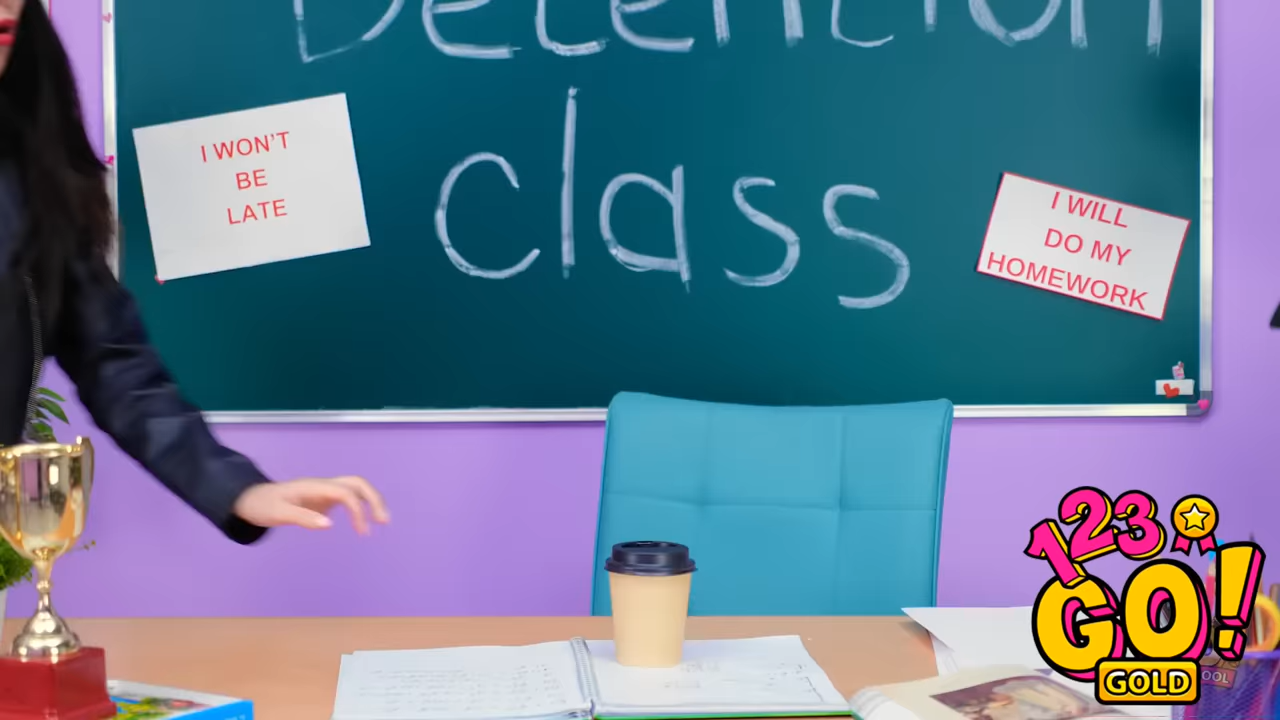 Detention
class
I WON'T
BE
LATE
I WILL
DO MY
HOMEWORK
123
GO!
GOLD